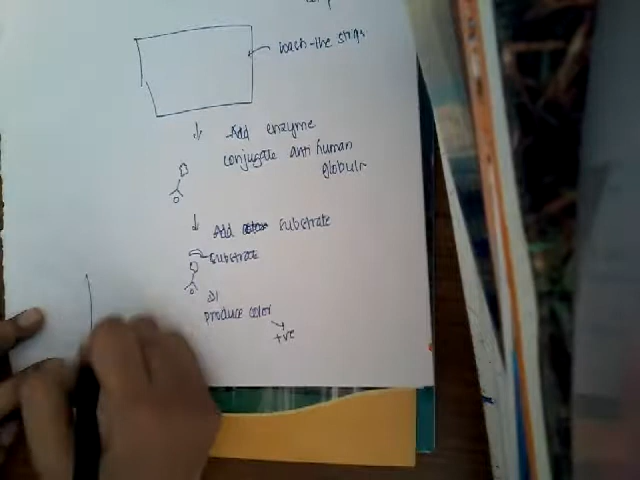 wash the strips
Add enzyme
conjugate anti human
globulr
Add substrate
substrate
produce color
+ve